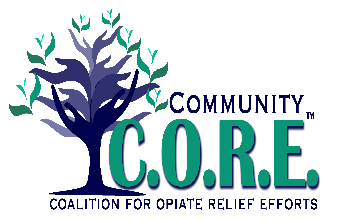 COMMUNITY™
C.O.R.E.
COALITION FOR OPIATE RELIEF EFFORTS